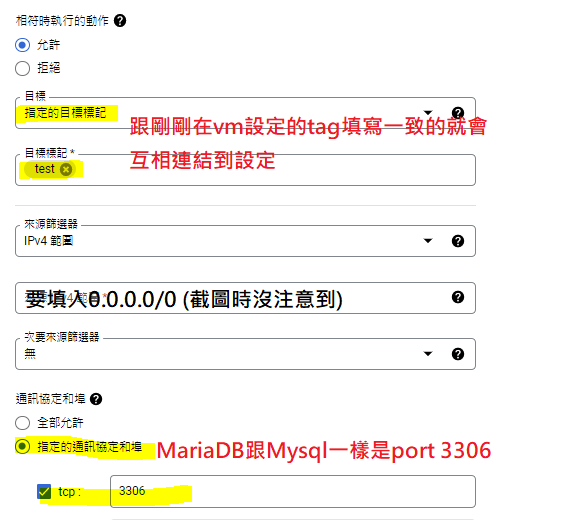 相符時執行的動作
允許
拒絕
目標
指定的目標標記
跟剛剛在vm設定的tag填寫一致的就會
互相連結到設定
目標標記 *
test
來源篩選器
IPv4 範圍
要填入0.0.0.0/0 (截圖時沒注意到)
次要來源篩選器
無
通訊協定和埠
全部允許
指定的通訊協定和埠
MariaDB跟Mysql一樣是port 3306
tcp :
3306